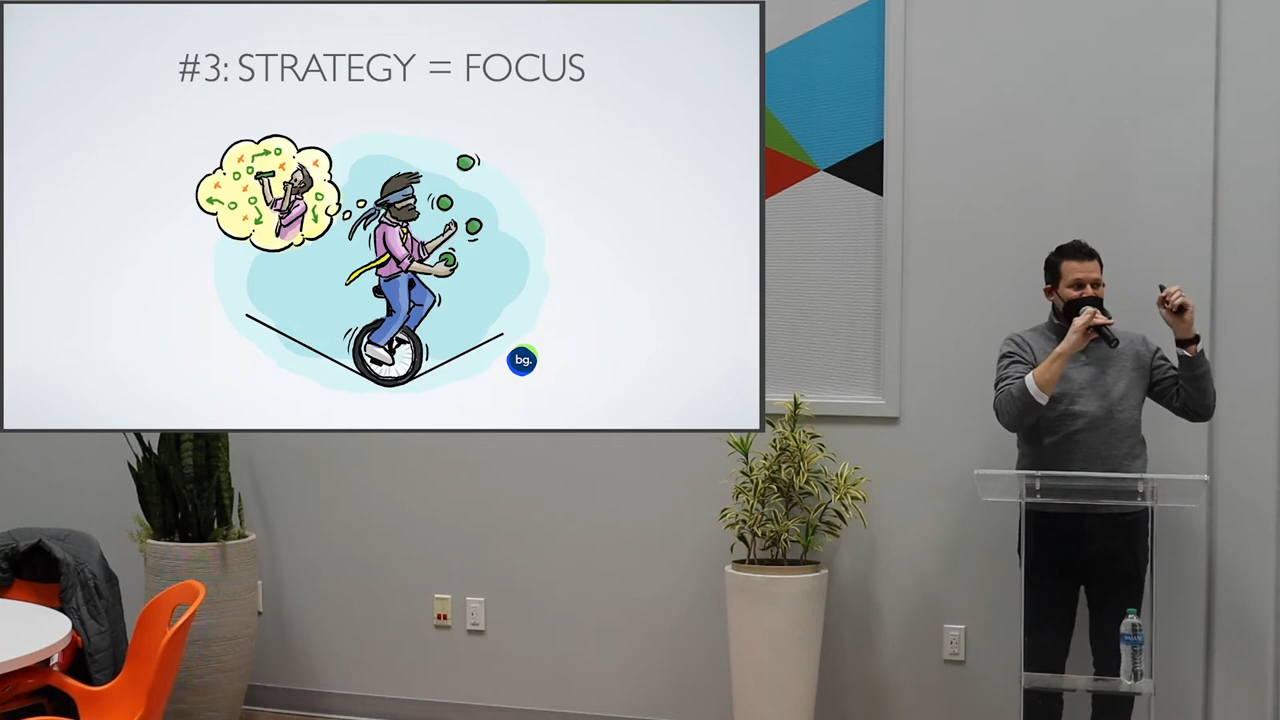 #3: STRATEGY = FOCUS
bg.